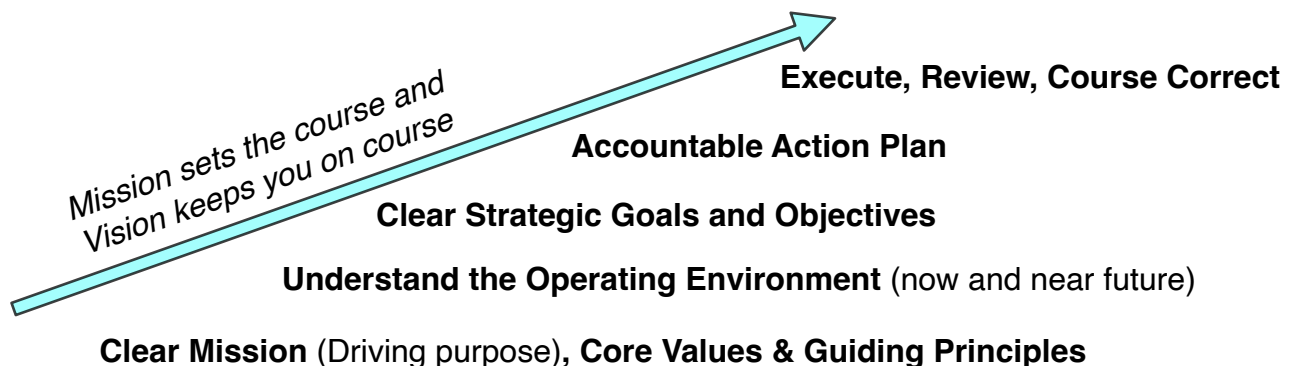 Mission sets the course and
Vision keeps you on course
Execute, Review, Course Correct
Accountable Action Plan
Clear Strategic Goals and Objectives
Understand the Operating Environment (now and near future)
Clear Mission (Driving purpose), Core Values & Guiding Principles